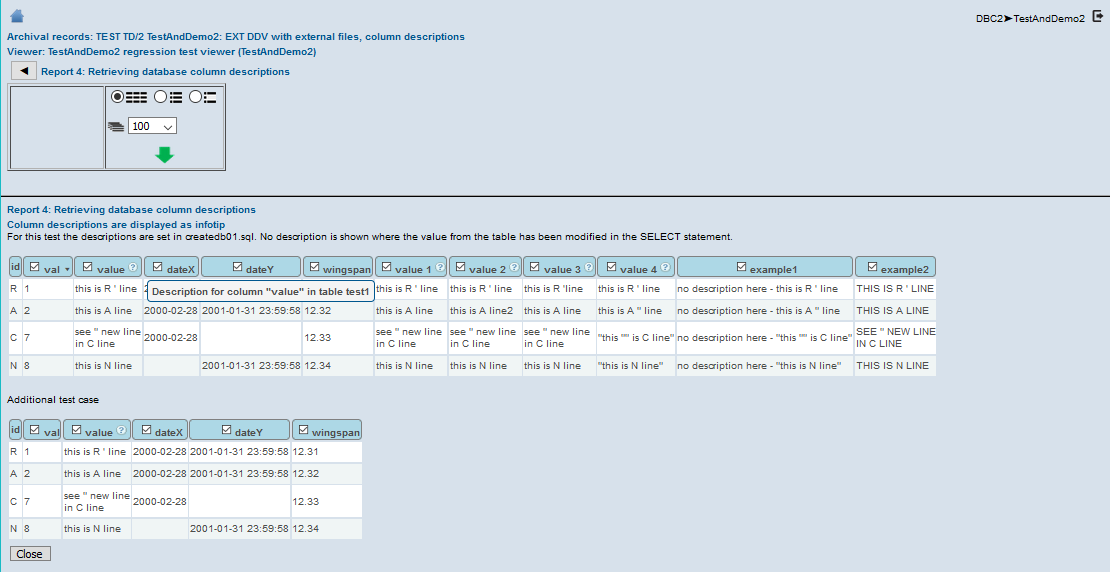 DBC2➤TestAndDemo2
Archival records: TEST TD/2 TestAndDemo2: EXT DDV with external files, column descriptions
Viewer: TestAndDemo2 regression test viewer (TestAndDemo2)
Report 4: Retrieving database column descriptions
100
Report 4: Retrieving database column descriptions
Column descriptions are displayed as infotip
For this test the descriptions are set in createdb01.sql. No description is shown where the value from the table has been modified in the SELECT statement.
id val value ? dateX dateY wingspan value 1 ? value 2 ? value 3 ? value 4 ? example1 example2
R 1 this is R ' line this is R ' line this is R ' line this is R 'line this is R ' line no description here - this is R ' line THIS IS R ' LINE
Description for column "value" in table test1
A 2 this is A line 2000-02-28 2001-01-31 23:59:58 12.32 this is A line this is A line2 this is A line this is A " line no description here - this is A " line THIS IS A LINE
C 7 see " new line 2000-02-28 12.33 see " new line see " new line see " new line "this "" is C line" no description here - "this "" is C line" SEE " NEW LINE
in C line in C line in C line in C line IN C LINE
N 8 this is N line 2001-01-31 23:59:58 12.34 this is N line this is N line this is N line "this is N line" no description here - "this is N line" THIS IS N LINE
Additional test case
id val value ? dateX dateY wingspan
R 1 this is R ' line 2000-02-28 2001-01-31 23:59:58 12.31
A 2 this is A line 2000-02-28 2001-01-31 23:59:58 12.32
C 7 see " new line 2000-02-28 12.33
in C line
N 8 this is N line 2001-01-31 23:59:58 12.34
Close